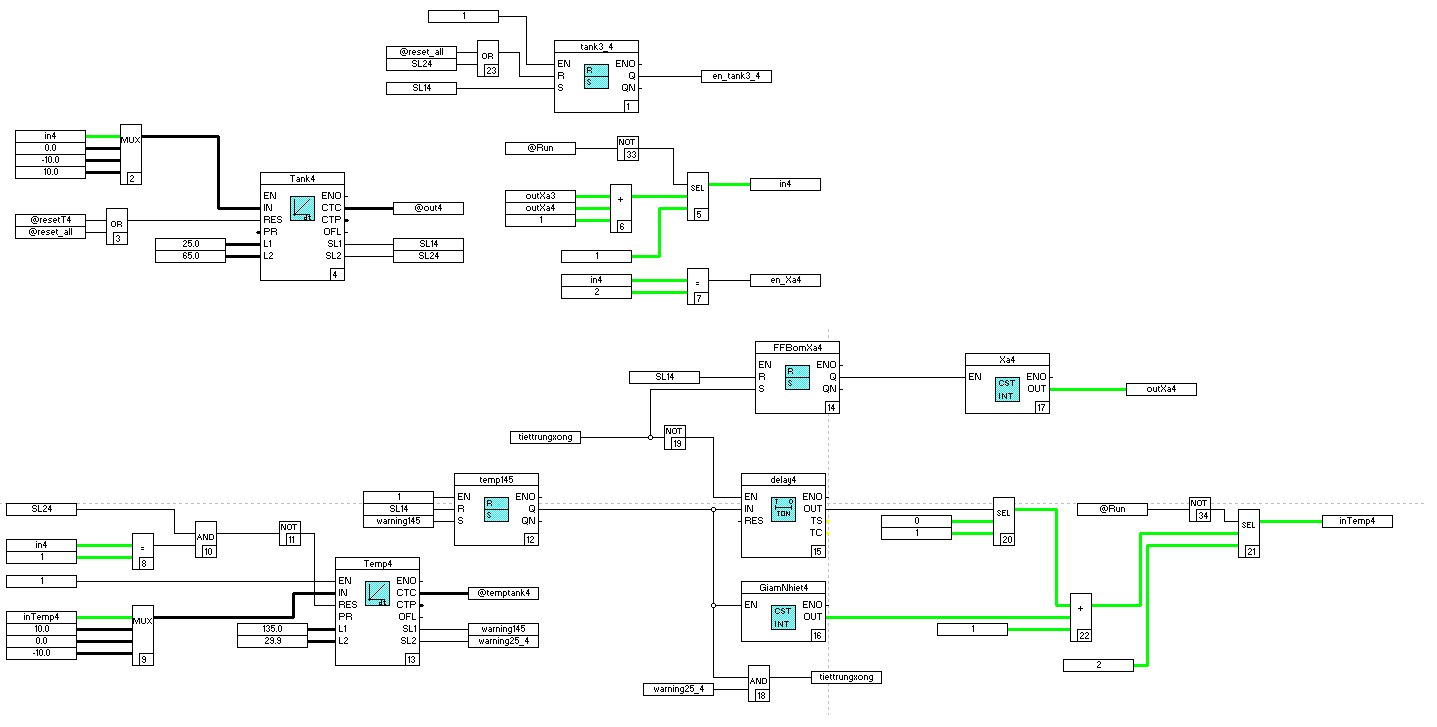 1
@reset_all
SL24
OR
23
SL14
tank3_4
EN ENO
R R Q
S S QN
1
en_tank3_4
in4
0.0
-10.0
10.0
MUX
2
@resetT4
@reset_all
OR
3
25.0
65.0
Tank4
EN ENO
IN CTC
RES dt CTP
PR OFL
L1 SL1
L2 SL2
4
@out4
SL14
SL24
@Run
NOT
33
outXa3
outXa4
1
+
6
1
SEL
5
in4
in4
2
=
7
en_Xa4
SL14
FFBomXa4
EN ENO
R R Q
S S QN
14
Xa4
EN ENO
CST OUT
INT
17
outXa4
tiettrungxong
NOT
19
1
SL14
warning145
temp145
EN ENO
R R Q
S S QN
12
delay4
EN ENO
IN T 0 OUT
RES TON TS
TC
15
0
1
SEL
20
@Run
NOT
34
SEL
21
inTemp4
SL24
in4
1
=
8
AND
10
NOT
11
1
inTemp4
10.0
0.0
-10.0
MUX
9
135.0
29.9
Temp4
EN ENO
IN CTC
RES dt CTP
PR OFL
L1 SL1
L2 SL2
13
@temptank4
warning145
warning25_4
GiamNhiet4
EN ENO
CST OUT
INT
16
1
+
22
2
warning25_4
AND
18
tiettrungxong